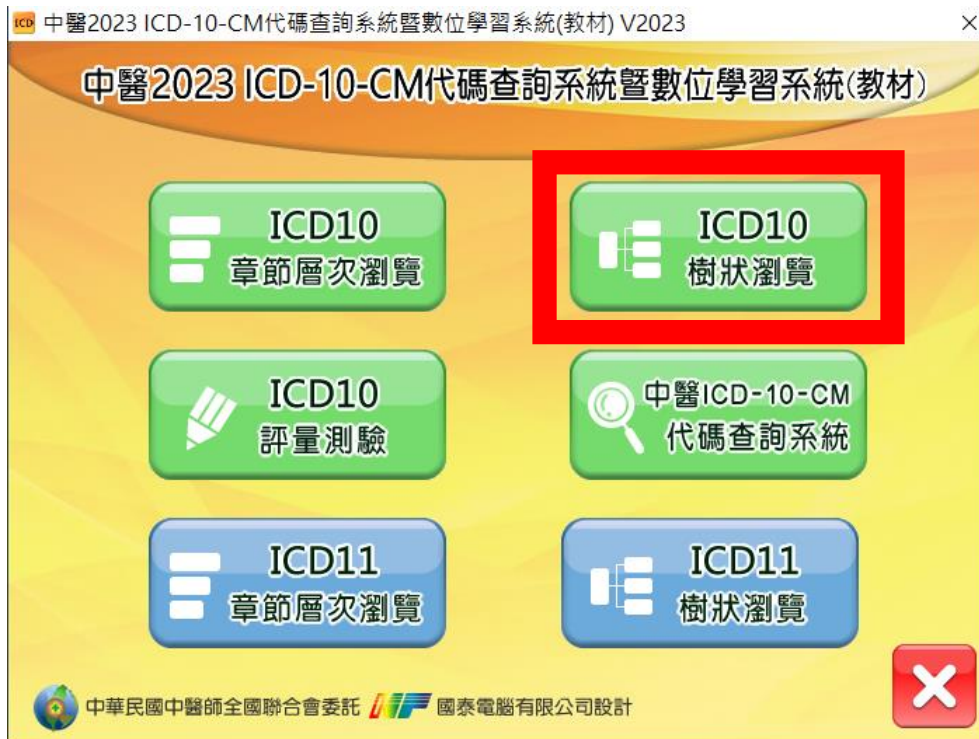 中醫2023 ICD-10-CM代碼查詢系統暨數位學習系統(教材) V2023
中醫2023 ICD-10-CM代碼查詢系統暨數位學習系統(教材)
ICD10
章節層次瀏覽
ICD10
樹狀瀏覽
ICD10
評量測驗
中醫ICD-10-CM
代碼查詢系統
ICD11
章節層次瀏覽
ICD11
樹狀瀏覽
中華民國中醫師全國聯合會委託 國泰電腦有限公司設計